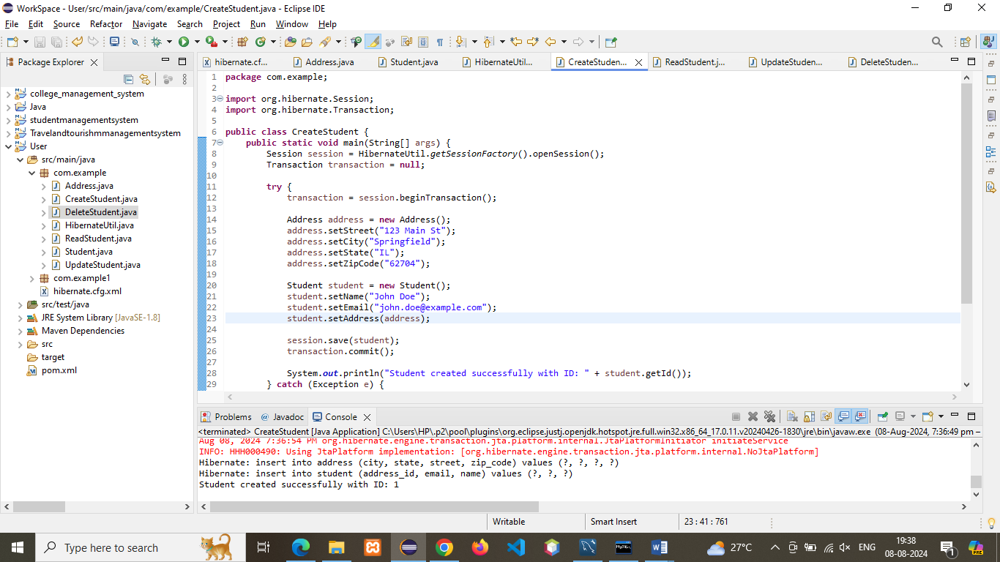 WorkSpace - User/src/main/java/com/example/CreateStudent.java - Eclipse IDE
File Edit Source Refactor Navigate Search Project Run Window Help
Package Explorer
college_management_system
Java
studentmanagementsystem
Travelandtourishmmanagementsystem
User
src/main/java
com.example
Address.java
CreateStudent.java
DeleteStudent.java
HibernateUtil.java
ReadStudent.java
Student.java
UpdateStudent.java
com.example1
hibernate.cfg.xml
src/test/java
JRE System Library [JavaSE-1.8]
Maven Dependencies
src
target
pom.xml
hibernate.cf... Address.java Student.java HibernateUtil... CreateStuden... ReadStudent.j... UpdateStuden... DeleteStuden...
1 package com.example;
2
3 import org.hibernate.Session;
4 import org.hibernate.Transaction;
5
6 public class CreateStudent {
7     public static void main(String[] args) {
8         Session session = HibernateUtil.getSessionFactory().openSession();
9         Transaction transaction = null;
10
11         try {
12             transaction = session.beginTransaction();
13
14             Address address = new Address();
15             address.setStreet("123 Main St");
16             address.setCity("Springfield");
17             address.setState("IL");
18             address.setZipCode("62704");
19
20             Student student = new Student();
21             student.setName("John Doe");
22             student.setEmail("john.doe@example.com");
23             student.setAddress(address);
24
25             session.save(student);
26             transaction.commit();
27
28             System.out.println("Student created successfully with ID: " + student.getId());
29         } catch (Exception e) {
Problems @ Javadoc Console
<terminated> CreateStudent [Java Application] C:\Users\HP\.p2\pool\plugins\org.eclipse.justj.openjdk.hotspot.jre.full.win32.x86_64_17.0.11.v20240426-1830\jre\bin\javaw.exe (08-Aug-2024, 7:36:49 pm –
Aug 08, 2024 7:36:54 PM org.hibernate.engine.transaction.jta.platform.internal.JtaPlatformInitiator initiateService
INFO: HHH000490: Using JtaPlatform implementation: [org.hibernate.engine.transaction.jta.platform.internal.NoJtaPlatform]
Hibernate: insert into address (city, state, street, zip_code) values (?, ?, ?, ?)
Hibernate: insert into student (address_id, email, name) values (?, ?, ?)
Student created successfully with ID: 1
Writable Smart Insert 23 : 41 : 761
Type here to search
27°C ENG 19:38
08-08-2024
1
PRE